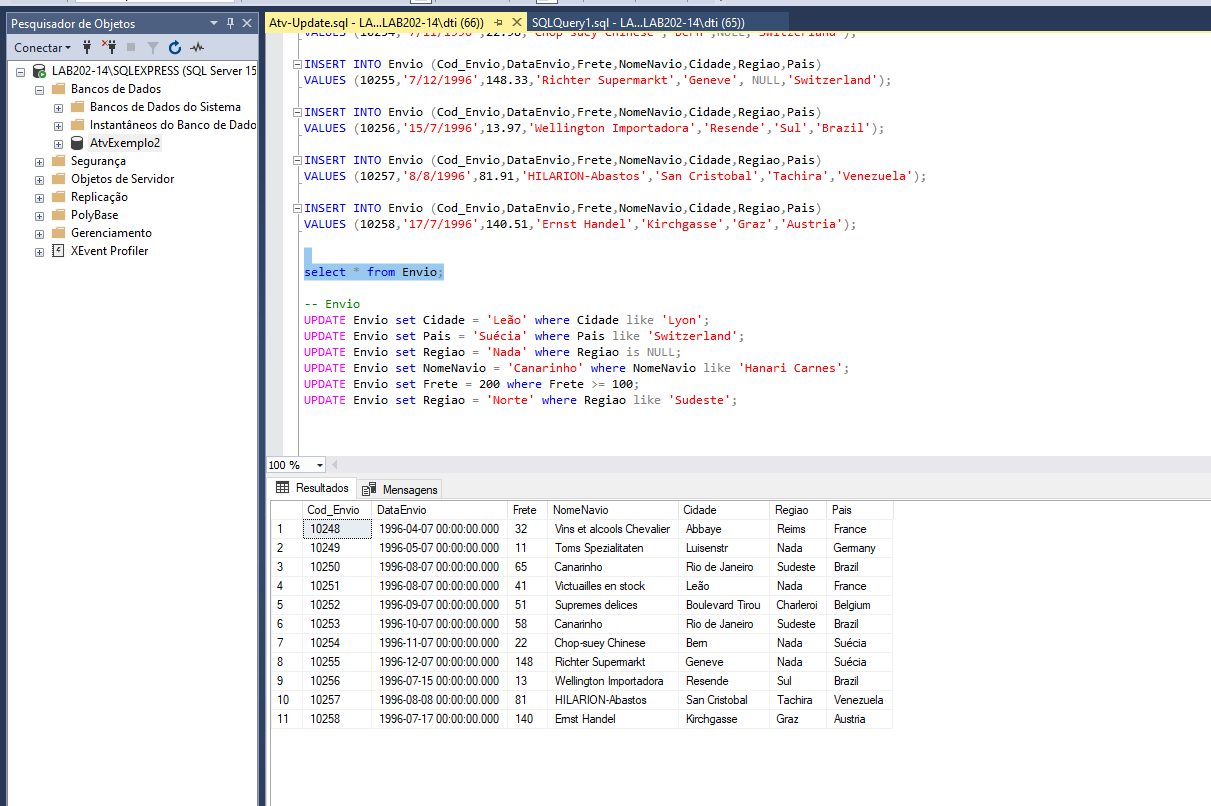 Pesquisador de Objetos
Conectar
LAB202-14\SQLEXPRESS (SQL Server 15
Bancos de Dados
Bancos de Dados do Sistema
Instantâneos do Banco de Dado
AtvExemplo2
Segurança
Objetos de Servidor
Replicação
PolyBase
Gerenciamento
XEvent Profiler
Atv-Update.sql - LA...LAB202-14\dti (66)) SQLQuery1.sql - LA...LAB202-14\dti (65))
VALUES (10254,'7/11/1996',22.98,'Chop-suey Chinese','Bern',NULL,'Switzerland');
INSERT INTO Envio (Cod_Envio,DataEnvio,Frete,NomeNavio,Cidade,Regiao,Pais)
VALUES (10255,'7/12/1996',148.33,'Richter Supermarkt','Geneve', NULL,'Switzerland');
INSERT INTO Envio (Cod_Envio,DataEnvio,Frete,NomeNavio,Cidade,Regiao,Pais)
VALUES (10256,'15/7/1996',13.97,'Wellington Importadora','Resende','Sul','Brazil');
INSERT INTO Envio (Cod_Envio,DataEnvio,Frete,NomeNavio,Cidade,Regiao,Pais)
VALUES (10257,'8/8/1996',81.91,'HILARION-Abastos','San Cristobal','Tachira','Venezuela');
INSERT INTO Envio (Cod_Envio,DataEnvio,Frete,NomeNavio,Cidade,Regiao,Pais)
VALUES (10258,'17/7/1996',140.51,'Ernst Handel','Kirchgasse','Graz','Austria');
select * from Envio;
-- Envio
UPDATE Envio set Cidade = 'Leão' where Cidade like 'Lyon';
UPDATE Envio set Pais = 'Suécia' where Pais like 'Switzerland';
UPDATE Envio set Regiao = 'Nada' where Regiao is NULL;
UPDATE Envio set NomeNavio = 'Canarinho' where NomeNavio like 'Hanari Carnes';
UPDATE Envio set Frete = 200 where Frete >= 100;
UPDATE Envio set Regiao = 'Norte' where Regiao like 'Sudeste';
100 %
Resultados Mensagens
Cod_Envio DataEnvio Frete NomeNavio Cidade Regiao Pais
1 10248 1996-04-07 00:00:00.000 32 Vins et alcools Chevalier Abbaye Reims France
2 10249 1996-05-07 00:00:00.000 11 Toms Spezialitaten Luisenstr Nada Germany
3 10250 1996-08-07 00:00:00.000 65 Canarinho Rio de Janeiro Sudeste Brazil
4 10251 1996-08-07 00:00:00.000 41 Victuailles en stock Leão Nada France
5 10252 1996-09-07 00:00:00.000 51 Supremes delices Boulevard Tirou Charleroi Belgium
6 10253 1996-10-07 00:00:00.000 58 Canarinho Rio de Janeiro Sudeste Brazil
7 10254 1996-11-07 00:00:00.000 22 Chop-suey Chinese Bern Nada Suécia
8 10255 1996-12-07 00:00:00.000 148 Richter Supermarkt Geneve Nada Suécia
9 10256 1996-07-15 00:00:00.000 13 Wellington Importadora Resende Sul Brazil
10 10257 1996-08-08 00:00:00.000 81 HILARION-Abastos San Cristobal Tachira Venezuela
11 10258 1996-07-17 00:00:00.000 140 Ernst Handel Kirchgasse Graz Austria